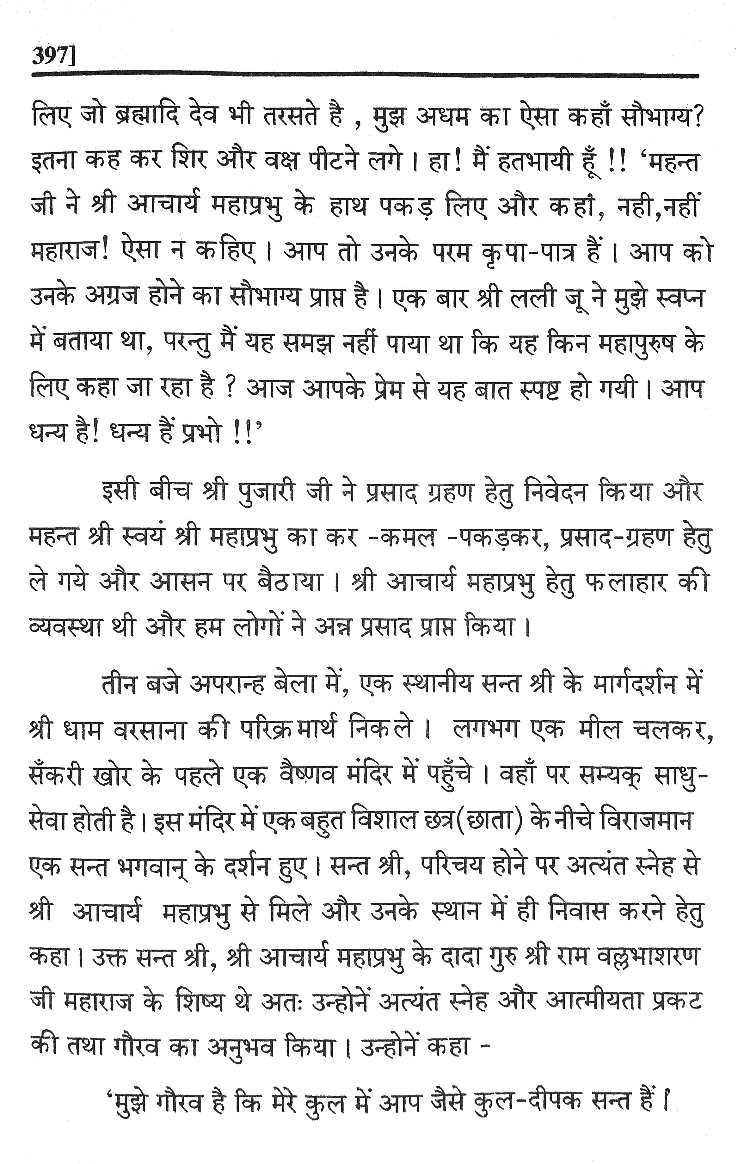 397]
लिए जो ब्रह्मादि देव भी तरसते है , मुझ अधम का ऐसा कहाँ सौभाग्य?
इतना कह कर शिर और वक्ष पीटने लगे । हा! मैं हतभायी हूँ !! ‘महन्त
जी ने श्री आचार्य महाप्रभु के हाथ पकड़ लिए और कहां, नही,नहीं
महाराज! ऐसा न कहिए । आप तो उनके परम कृपा-पात्र हैं । आप को
उनके अग्रज होने का सौभाग्य प्राप्त है । एक बार श्री लली जू ने मुझे स्वप्न
में बताया था, परन्तु मैं यह समझ नहीं पाया था कि यह किन महापुरुष के
लिए कहा जा रहा है ? आज आपके प्रेम से यह बात स्पष्ट हो गयी । आप
धन्य है! धन्य हैं प्रभो !!’
इसी बीच श्री पुजारी जी ने प्रसाद ग्रहण हेतु निवेदन किया और
महन्त श्री स्वयं श्री महाप्रभु का कर -कमल -पकड़कर, प्रसाद-ग्रहण हेतु
ले गये और आसन पर बैठाया । श्री आचार्य महाप्रभु हेतु फलाहार की
व्यवस्था थी और हम लोगों ने अन्न प्रसाद प्राप्त किया ।
तीन बजे अपरान्ह बेला में, एक स्थानीय सन्त श्री के मार्गदर्शन में
श्री धाम वरसाना की परिक्रमार्थ निकले । लगभग एक मील चलकर,
सँकरी खोर के पहले एक वैष्णव मंदिर में पहुँचे । वहाँ पर सम्यक् साधु-
सेवा होती है । इस मंदिर में एक बहुत विशाल छत्र(छाता) के नीचे विराजमान
एक सन्त भगवान् के दर्शन हुए । सन्त श्री, परिचय होने पर अत्यंत स्नेह से
श्री आचार्य महाप्रभु से मिले और उनके स्थान में ही निवास करने हेतु
कहा । उक्त सन्त श्री, श्री आचार्य महाप्रभु के दादा गुरु श्री राम वल्लभाशरण
जी महाराज के शिष्य थे अतः उन्होनें अत्यंत स्नेह और आत्मीयता प्रकट
की तथा गौरव का अनुभव किया । उन्होनें कहा -
‘मुझे गौरव है कि मेरे कुल में आप जैसे कुल-दीपक सन्त हैं ।